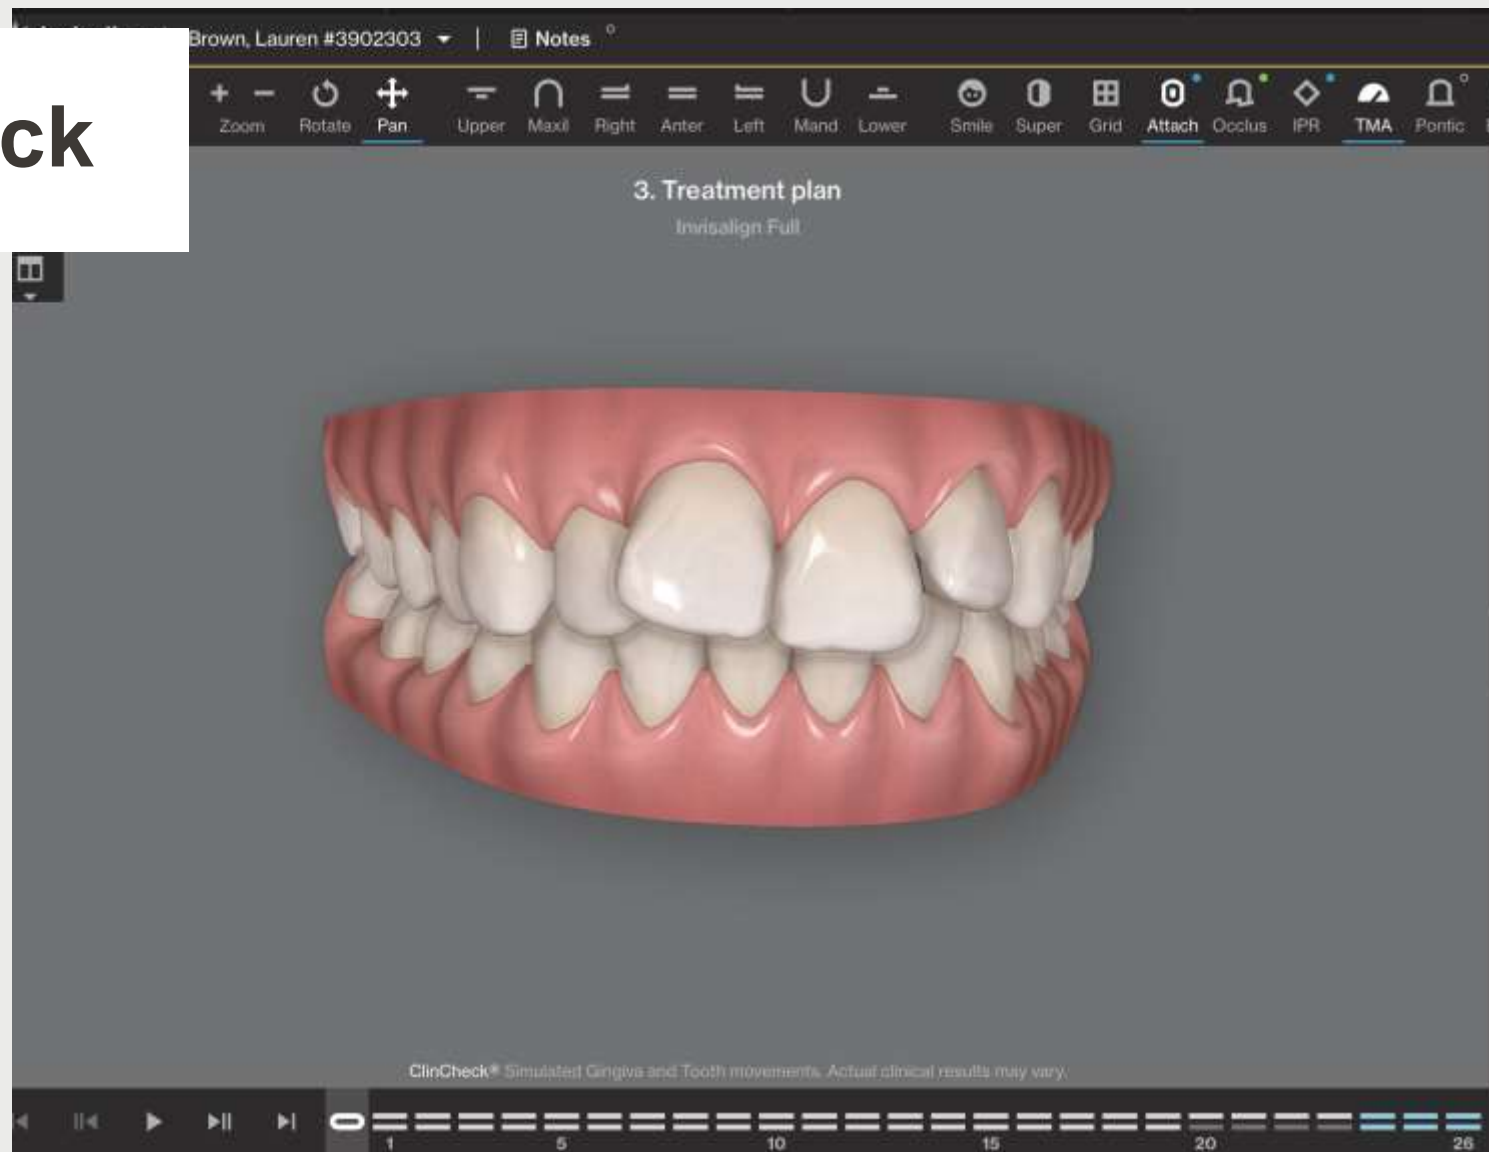 Brown, Lauren #3902303 Notes
ck
Zoom Rotate Pan Upper Maxil Right Anter Left Mand Lower Smile Super Grid Attach Occlus IPR TMA Pontic
3. Treatment plan
Invisalign Full
ClinCheck® Simulated Gingiva and Tooth movements. Actual clinical results may vary.
1 5 10 15 20 26